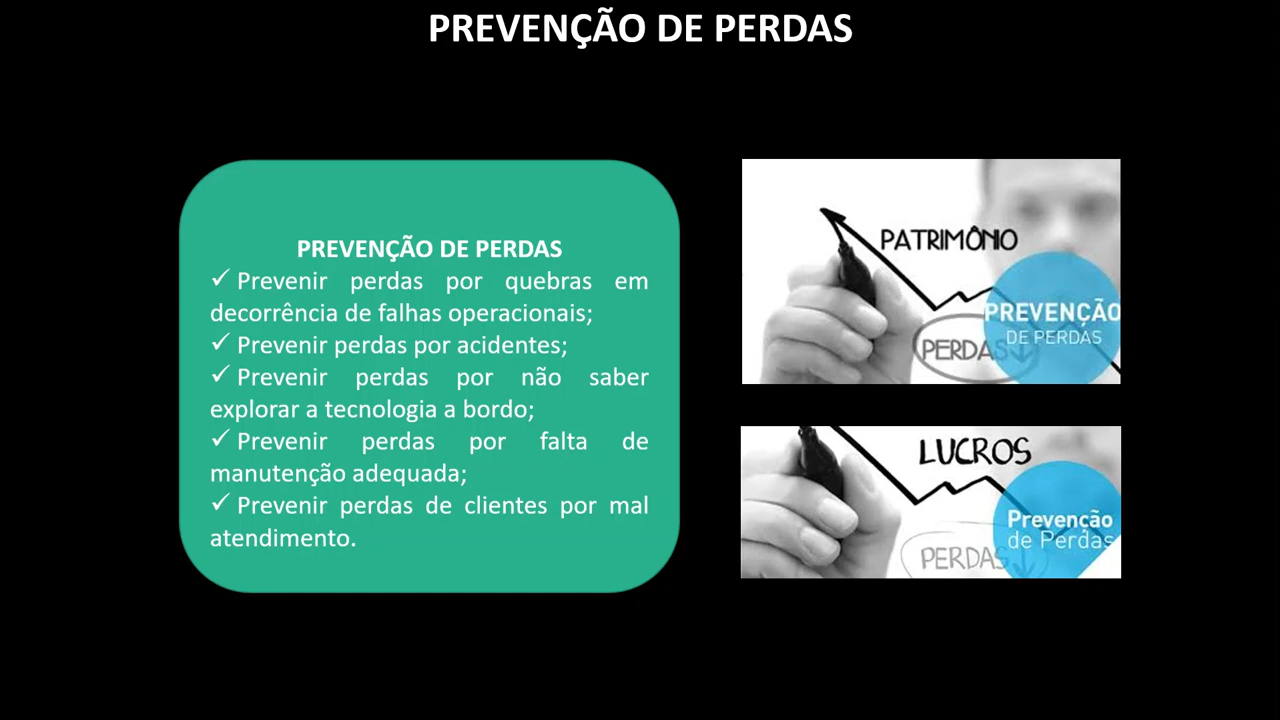 PREVENÇÃO DE PERDAS
PREVENÇÃO DE PERDAS
✓ Prevenir perdas por quebras em
decorrência de falhas operacionais;
✓ Prevenir perdas por acidentes;
✓ Prevenir perdas por não saber
explorar a tecnologia a bordo;
✓ Prevenir perdas por falta de
manutenção adequada;
✓ Prevenir perdas de clientes por mal
atendimento.
PATRIMÔNIO
PREVENÇÃO
DE PERDAS
PERDAS
LUCROS
Prevenção
de Perdas
PERDAS